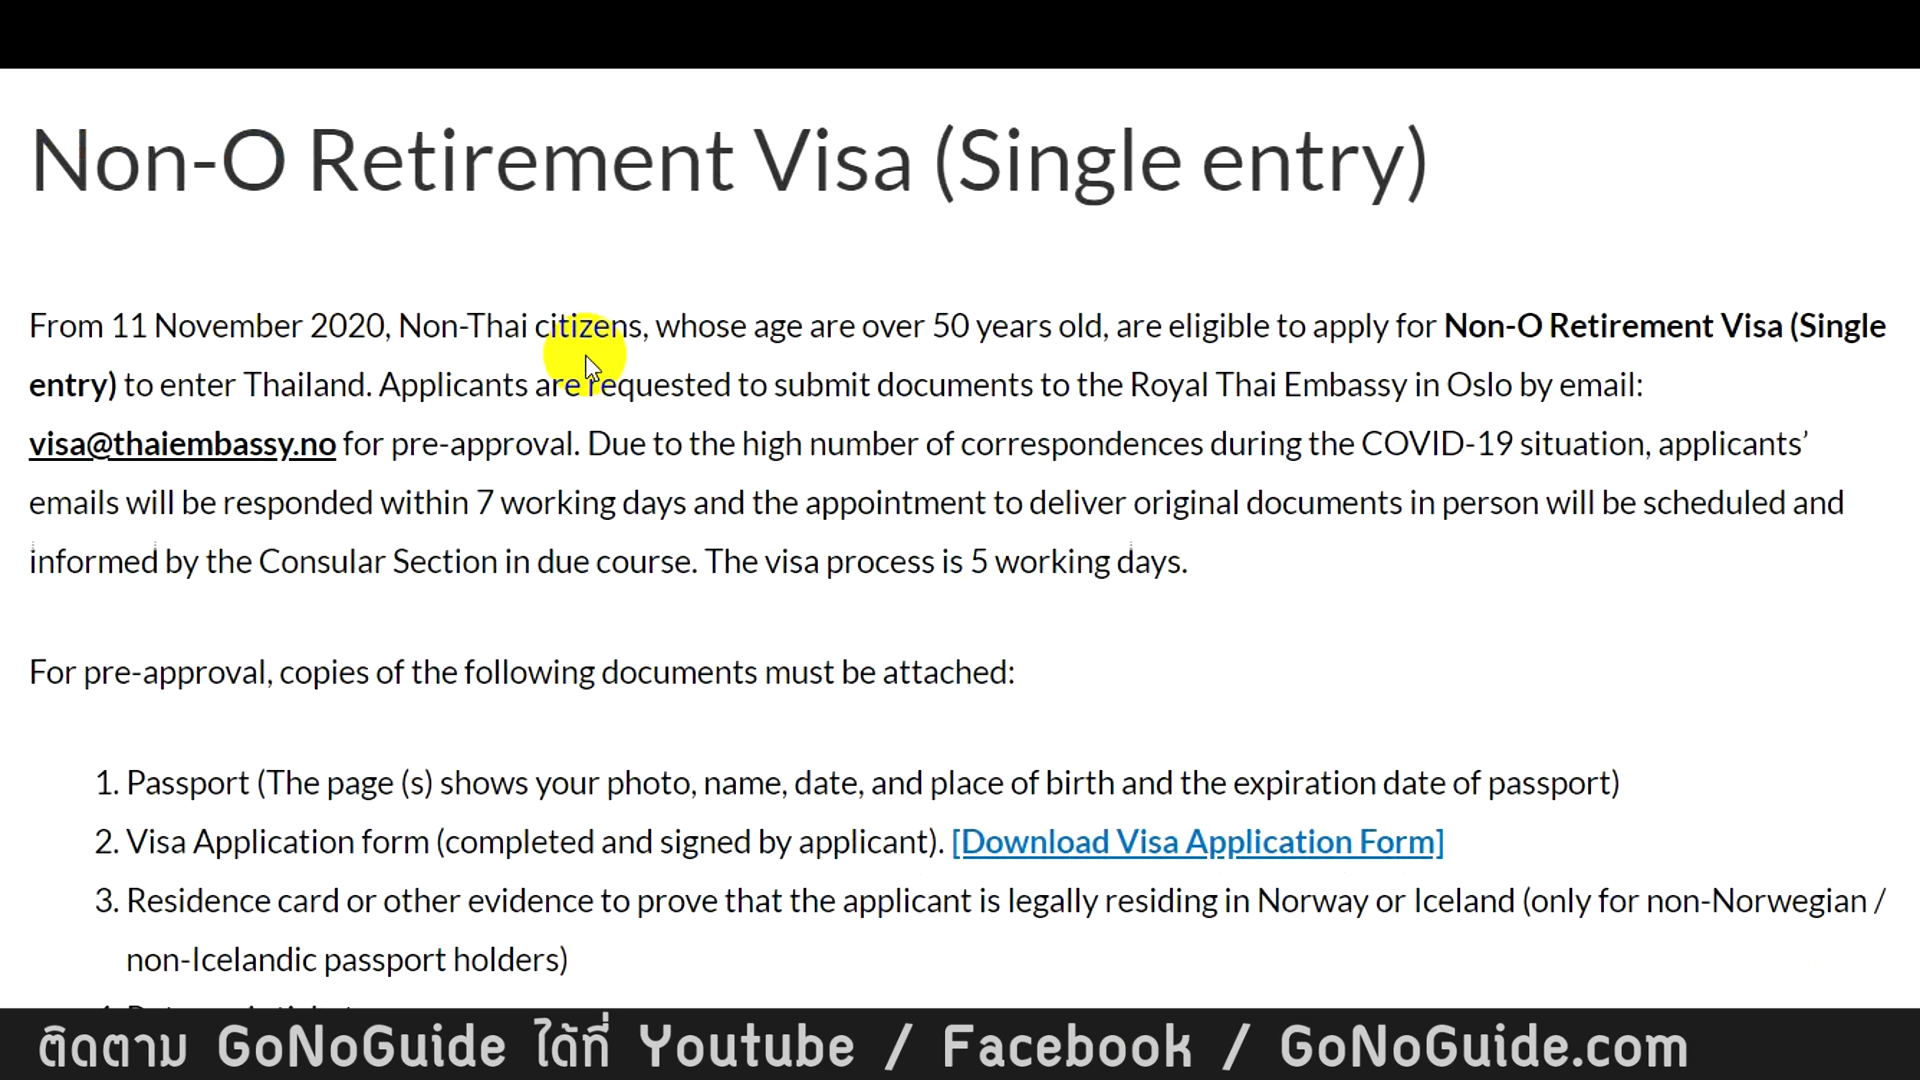 Non-O Retirement Visa (Single entry)
From 11 November 2020, Non-Thai citizens, whose age are over 50 years old, are eligible to apply for Non-O Retirement Visa (Single
entry) to enter Thailand. Applicants are requested to submit documents to the Royal Thai Embassy in Oslo by email:
visa@thaiembassy.no for pre-approval. Due to the high number of correspondences during the COVID-19 situation, applicants’
emails will be responded within 7 working days and the appointment to deliver original documents in person will be scheduled and
informed by the Consular Section in due course. The visa process is 5 working days.
For pre-approval, copies of the following documents must be attached:
1. Passport (The page (s) shows your photo, name, date, and place of birth and the expiration date of passport)
2. Visa Application form (completed and signed by applicant). [Download Visa Application Form]
3. Residence card or other evidence to prove that the applicant is legally residing in Norway or Iceland (only for non-Norwegian /
non-Icelandic passport holders)
ติดตาม GoNoGuide ได้ที่ Youtube / Facebook / GoNoGuide.com